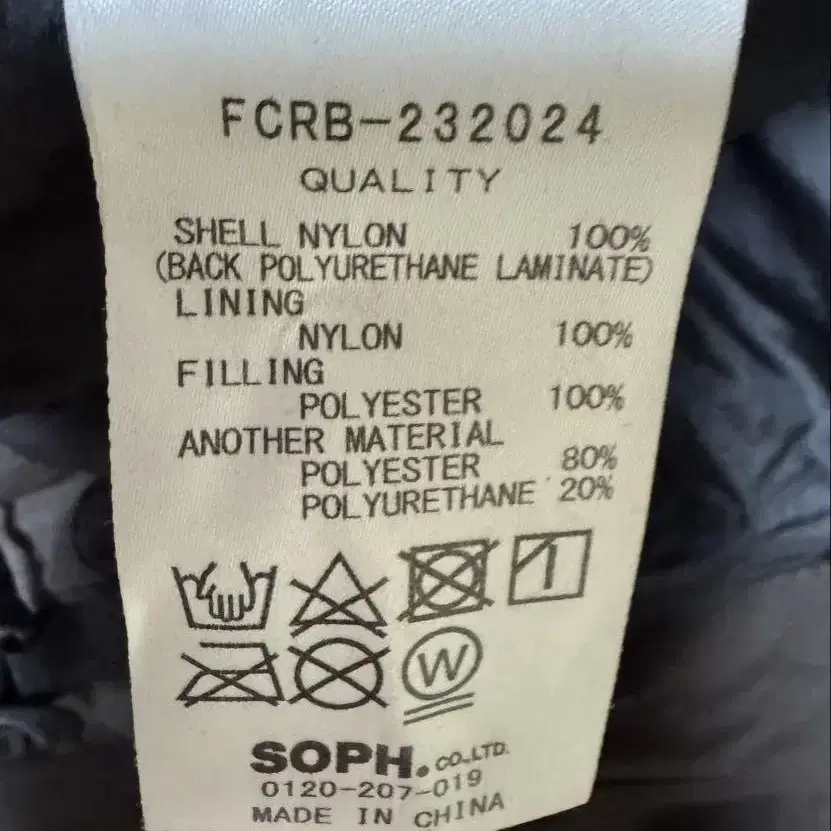 FCRB-232024
QUALITY
SHELL NYLON 100%
(BACK POLYURETHANE LAMINATE)
LINING
NYLON 100%
FILLING
POLYESTER 100%
ANOTHER MATERIAL
POLYESTER 80%
POLYURETHANE 20%
W
SOPH.CO.,LTD.
0120-207-019
MADE IN CHINA